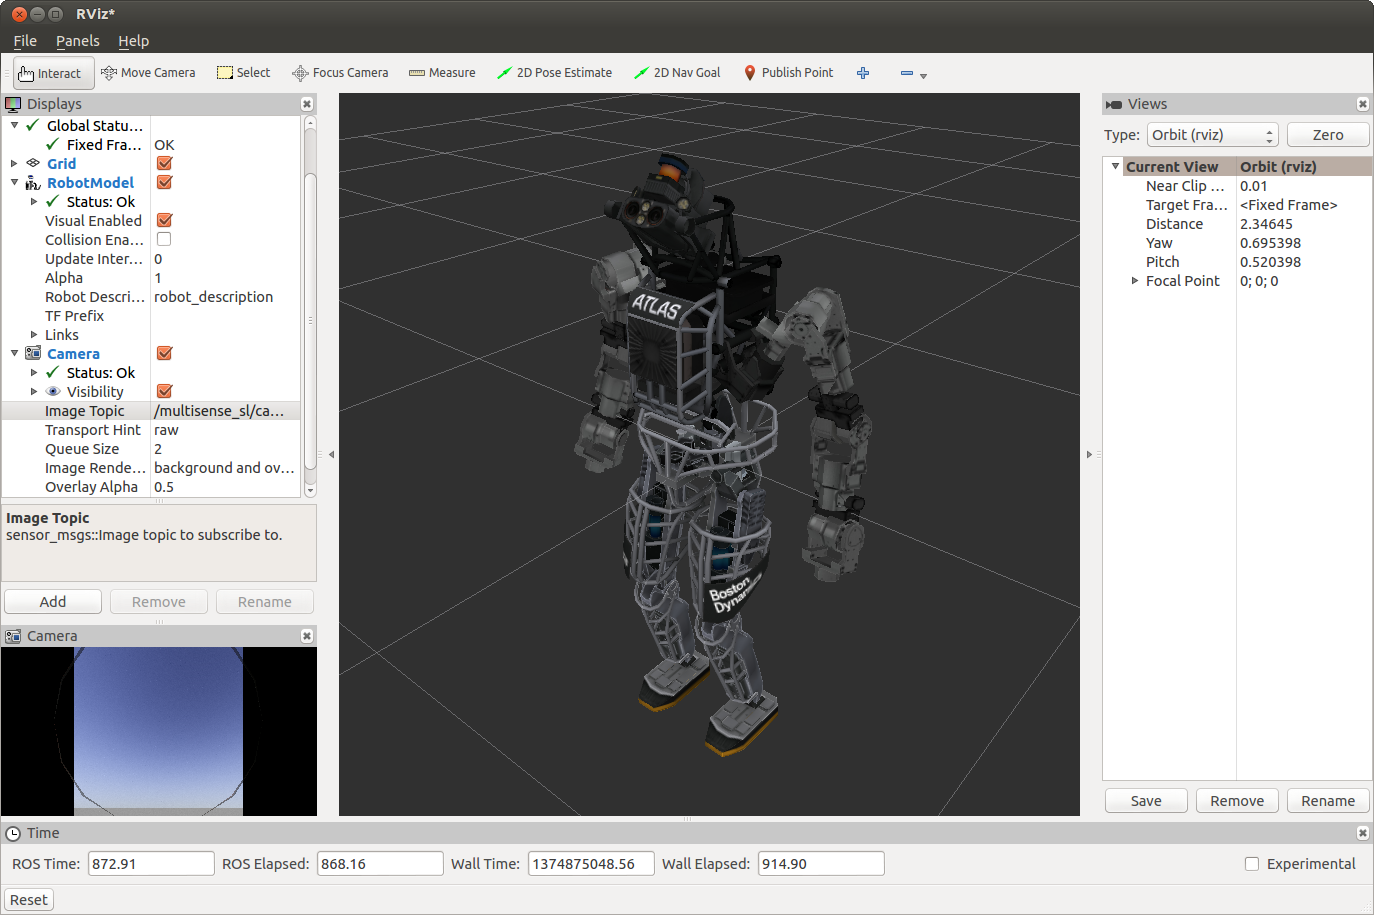 RViz*
File Panels Help
Interact Move Camera Select Focus Camera Measure 2D Pose Estimate 2D Nav Goal Publish Point
Displays
Global Statu...
Fixed Fra... OK
Grid
RobotModel
Status: Ok
Visual Enabled
Collision Ena...
Update Inter... 0
Alpha 1
Robot Descri... robot_description
TF Prefix
Links
Camera
Status: Ok
Visibility
Image Topic /multisense_sl/ca...
Transport Hint raw
Queue Size 2
Image Rende... background and ov...
Overlay Alpha 0.5
Image Topic
sensor_msgs::Image topic to subscribe to.
Add Remove Rename
Camera
ATLAS
Boston
Dynam
Views
Type: Orbit (rviz) Zero
Current View Orbit (rviz)
Near Clip ... 0.01
Target Fra... <Fixed Frame>
Distance 2.34645
Yaw 0.695398
Pitch 0.520398
Focal Point 0; 0; 0
Save Remove Rename
Time
ROS Time: 872.91 ROS Elapsed: 868.16 Wall Time: 1374875048.56 Wall Elapsed: 914.90 Experimental
Reset